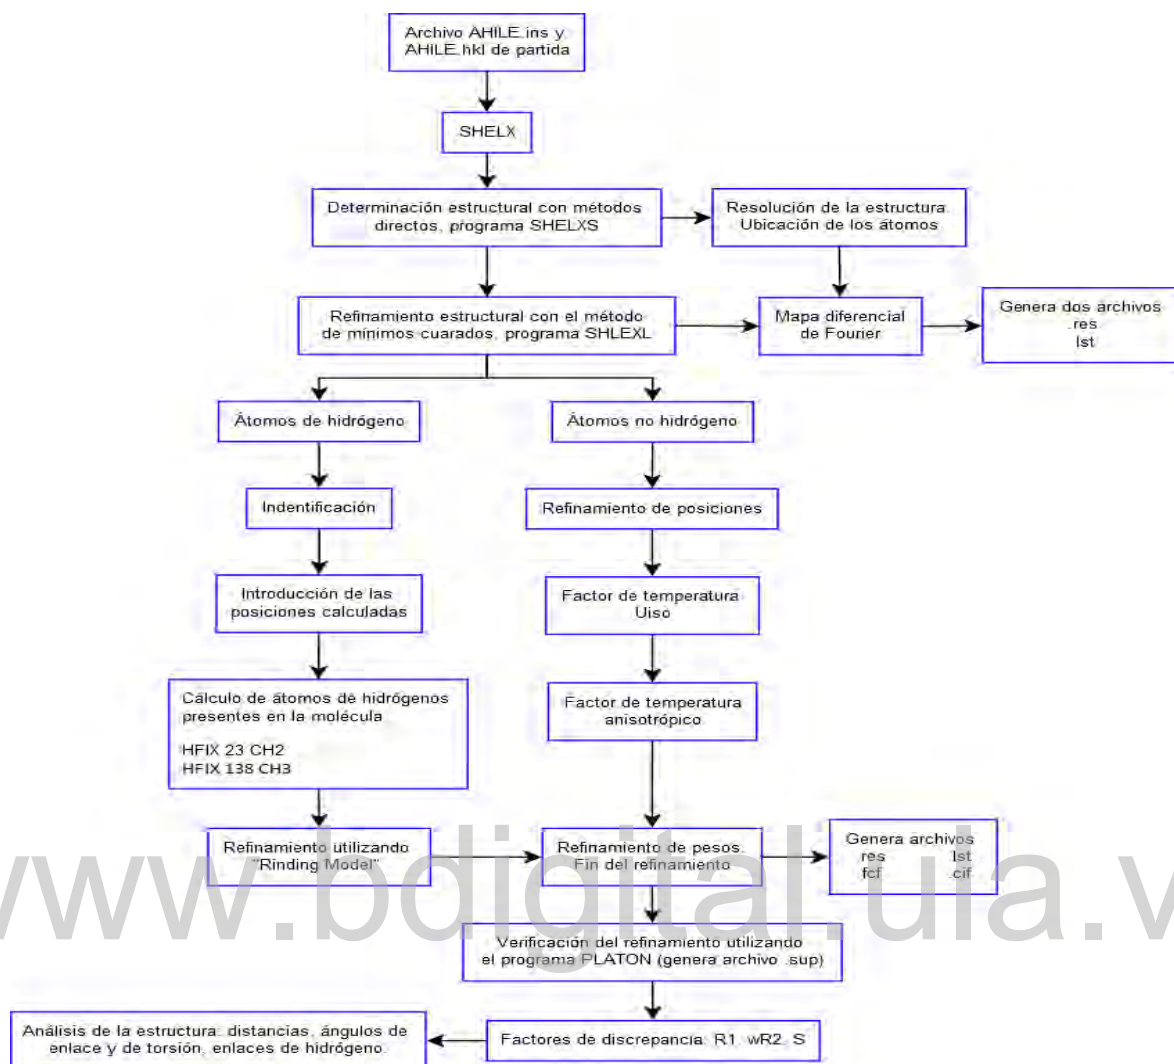 Archivo AHILE.ins y
AHILE.hkl de partida
SHELX
Determinación estructural con métodos
directos, programa SHELXS
Resolución de la estructura.
Ubicación de los átomos
Refinamiento estructural con el método
de mínimos cuarados, programa SHLEXL
Mapa diferencial
de Fourier
Genera dos archivos
.res
lst
Átomos de hidrógeno
Átomos no hidrógeno
Indentificación
Refinamiento de posiciones
Introducción de las
posiciones calculadas
Factor de temperatura
Uiso
Cálculo de átomos de hidrógenos
presentes en la molécula
HFIX 23 CH2
HFIX 138 CH3
Factor de temperatura
anisotrópico
Refinamiento utilizando
"Rinding Model"
Refinamiento de pesos.
Fin del refinamiento
Genera archivos
res .lst
fcf .cif
www.bdigital.ula.v
Verificación del refinamiento utilizando
el programa PLATON (genera archivo .sup)
Factores de discrepancia: R1, wR2, S
Análisis de la estructura: distancias, ángulos de
enlace y de torsión, enlaces de hidrógeno.